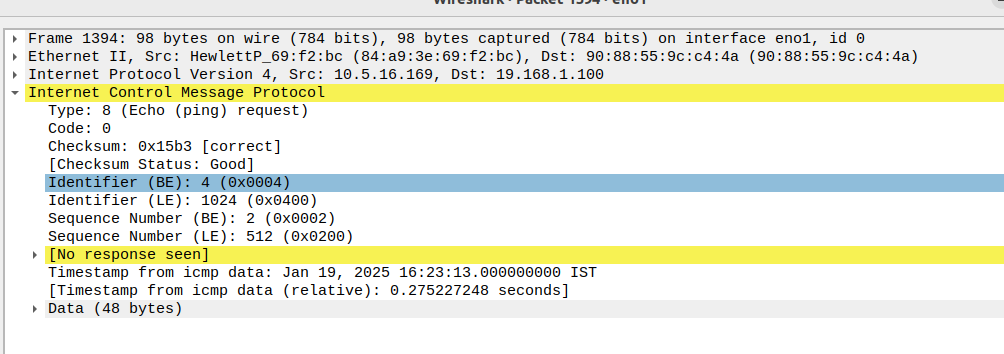 Wireshark · Packet 1394 · eno1
Frame 1394: 98 bytes on wire (784 bits), 98 bytes captured (784 bits) on interface eno1, id 0
Ethernet II, Src: HewlettP_69:f2:bc (84:a9:3e:69:f2:bc), Dst: 90:88:55:9c:c4:4a (90:88:55:9c:c4:4a)
Internet Protocol Version 4, Src: 10.5.16.169, Dst: 19.168.1.100
Internet Control Message Protocol
Type: 8 (Echo (ping) request)
Code: 0
Checksum: 0x15b3 [correct]
[Checksum Status: Good]
Identifier (BE): 4 (0x0004)
Identifier (LE): 1024 (0x0400)
Sequence Number (BE): 2 (0x0002)
Sequence Number (LE): 512 (0x0200)
[No response seen]
Timestamp from icmp data: Jan 19, 2025 16:23:13.000000000 IST
[Timestamp from icmp data (relative): 0.275227248 seconds]
Data (48 bytes)